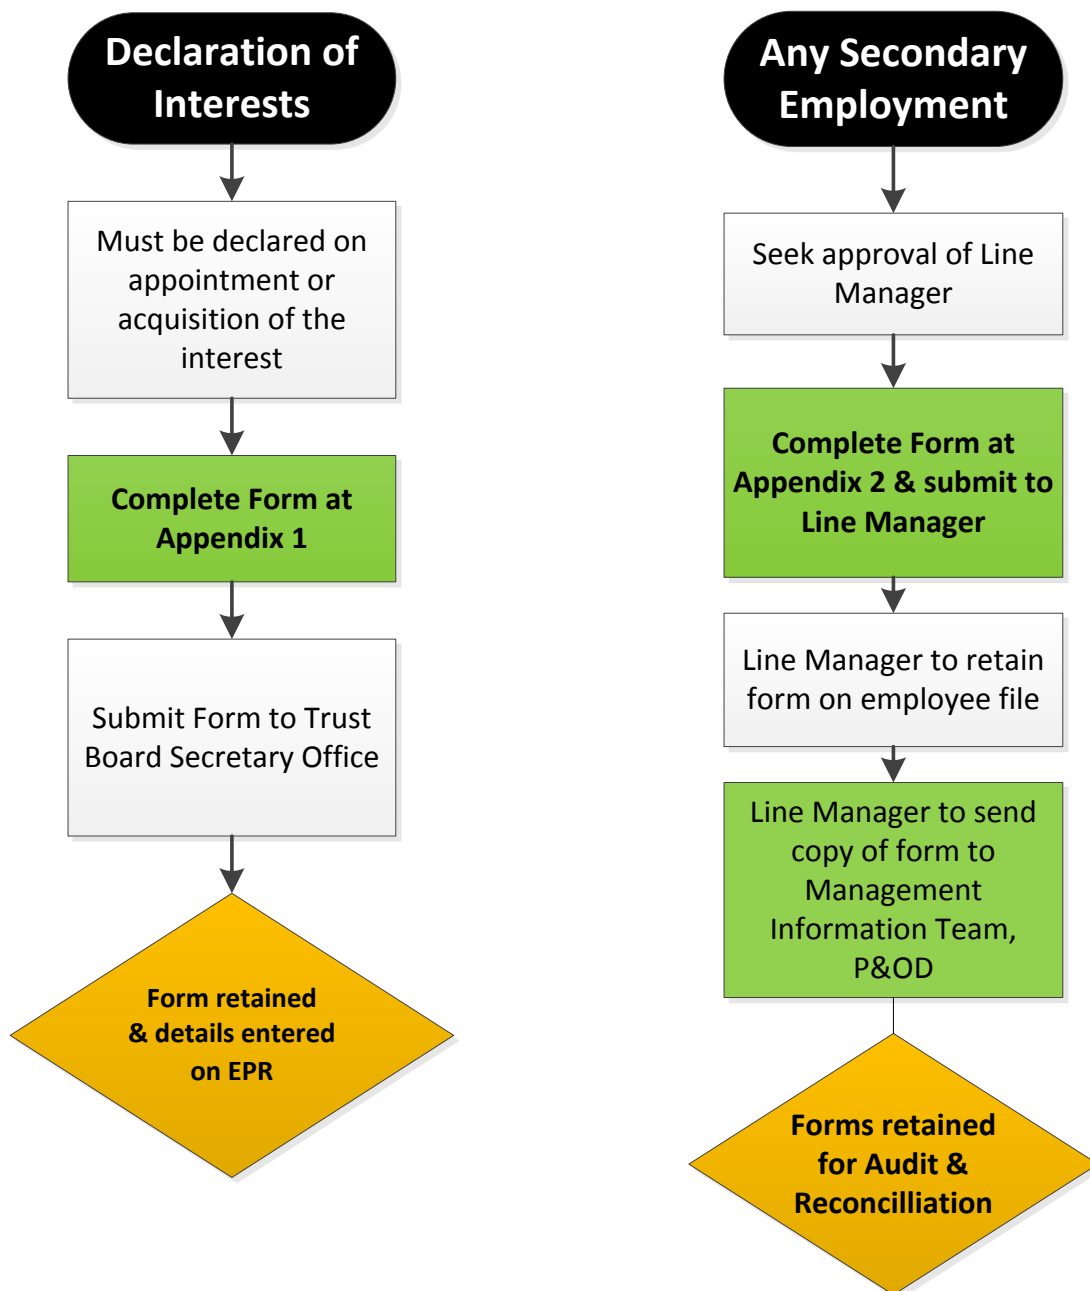 Declaration of
Interests
Must be declared on
appointment or
acquisition of the
interest
Complete Form at
Appendix 1
Submit Form to Trust
Board Secretary Office
Form retained
& details entered
on EPR
Any Secondary
Employment
Seek approval of Line
Manager
Complete Form at
Appendix 2 & submit to
Line Manager
Line Manager to retain
form on employee file
Line Manager to send
copy of form to
Management
Information Team,
P&OD
Forms retained
for Audit &
Reconcilliation